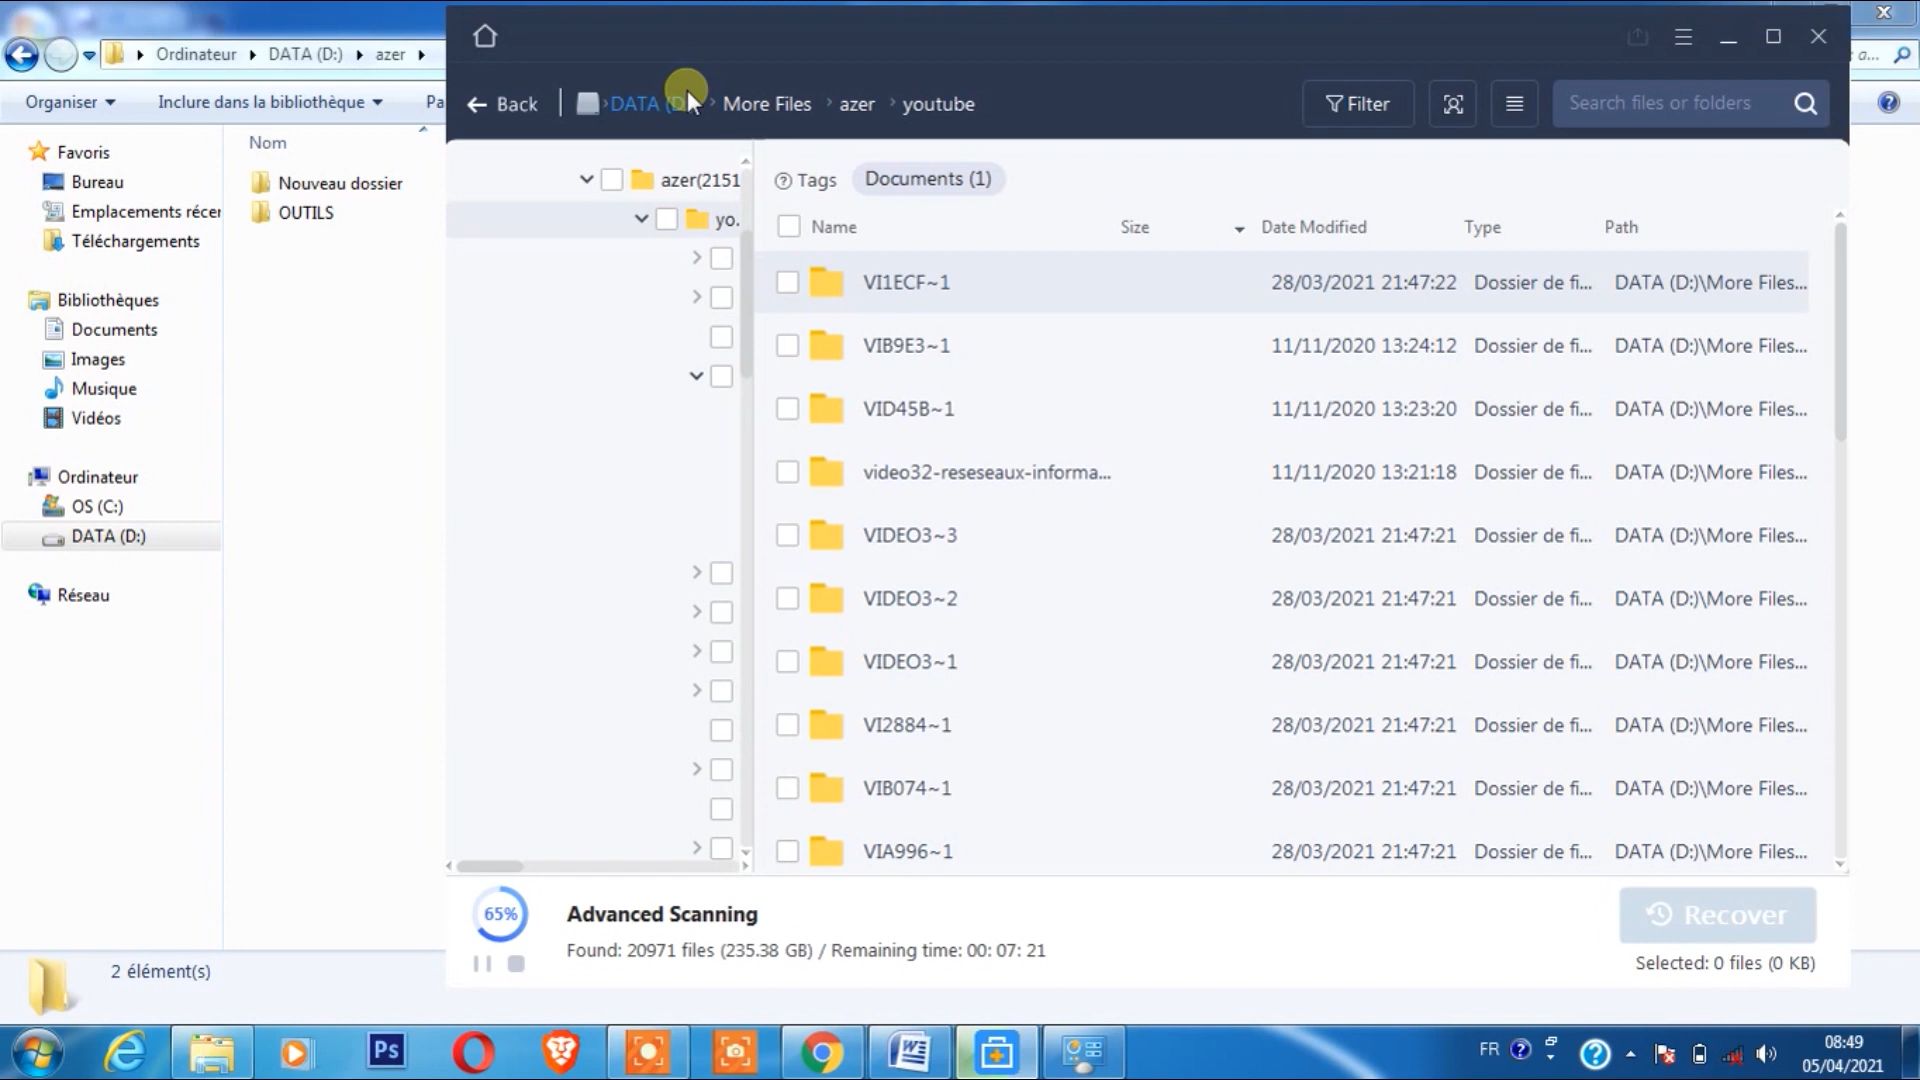 Ordinateur DATA (D:) azer
a...
Organiser Inclure dans la bibliothèque Pa
Favoris
Bureau
Emplacements récer
Téléchargements
Bibliothèques
Documents
Images
Musique
Vidéos
Ordinateur
OS (C:)
DATA (D:)
Réseau
Nom
Nouveau dossier
OUTILS
2 élément(s)
Back DATA (D More Files azer youtube
Filter
Search files or folders
azer(2151
yo.
Tags Documents (1)
Name Size Date Modified Type Path
VI1ECF~1 28/03/2021 21:47:22 Dossier de fi... DATA (D:)\More Files...
VIB9E3~1 11/11/2020 13:24:12 Dossier de fi... DATA (D:)\More Files...
VID45B~1 11/11/2020 13:23:20 Dossier de fi... DATA (D:)\More Files...
video32-reseseaux-informa... 11/11/2020 13:21:18 Dossier de fi... DATA (D:)\More Files...
VIDEO3~3 28/03/2021 21:47:21 Dossier de fi... DATA (D:)\More Files...
VIDEO3~2 28/03/2021 21:47:21 Dossier de fi... DATA (D:)\More Files...
VIDEO3~1 28/03/2021 21:47:21 Dossier de fi... DATA (D:)\More Files...
VI2884~1 28/03/2021 21:47:21 Dossier de fi... DATA (D:)\More Files...
VIB074~1 28/03/2021 21:47:21 Dossier de fi... DATA (D:)\More Files...
VIA996~1 28/03/2021 21:47:21 Dossier de fi... DATA (D:)\More Files...
65% Advanced Scanning
Found: 20971 files (235.38 GB) / Remaining time: 00: 07: 21
Recover
Selected: 0 files (0 KB)
Ps
FR
08:49
05/04/2021